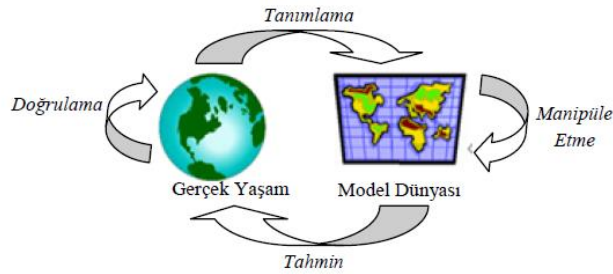 Tanımlama
Doğrulama
Manipüle
Etme
Gerçek Yaşam
Model Dünyası
Tahmin